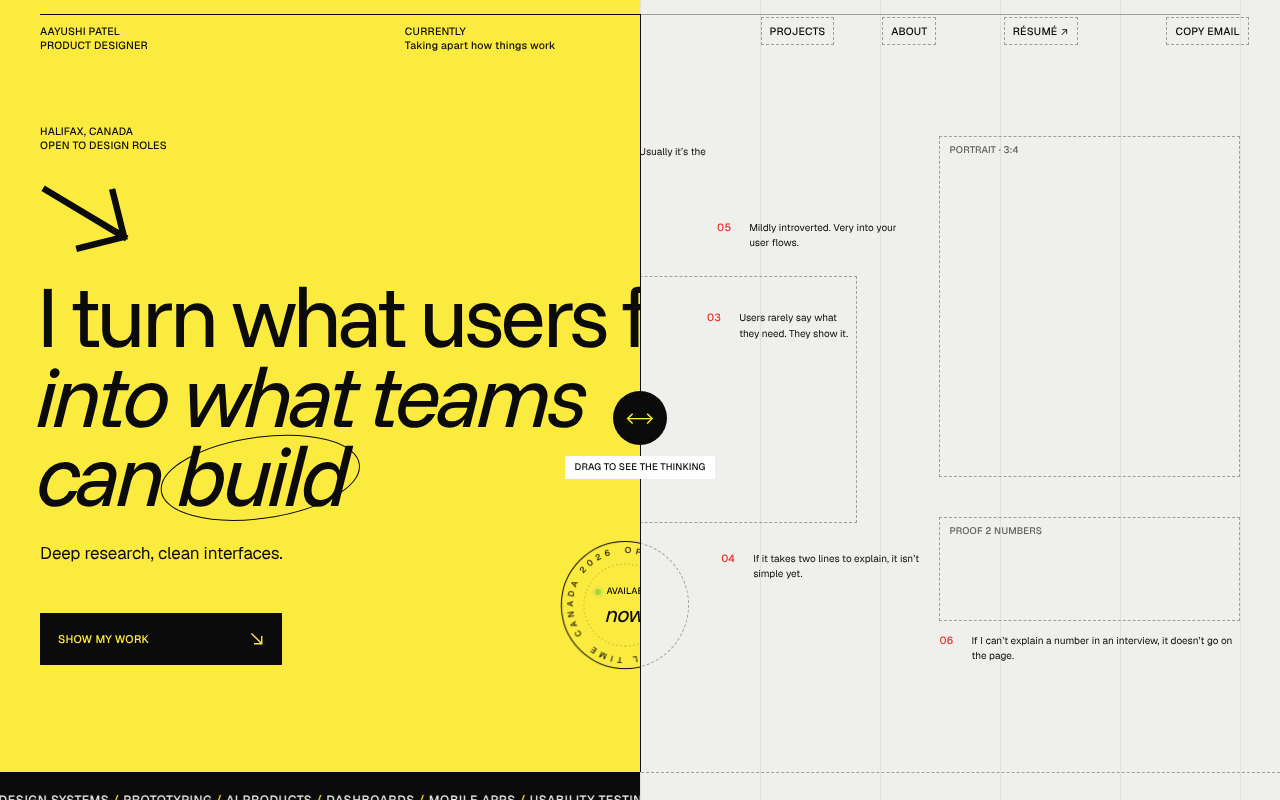 AAYUSHI PATEL
PRODUCT DESIGNER
CURRENTLY
Taking apart how things work
PROJECTS
ABOUT
RÉSUMÉ ↗
COPY EMAIL
HALIFAX, CANADA
OPEN TO DESIGN ROLES
Usually it's the
PORTRAIT · 3:4
05 Mildly introverted. Very into your
user flows.
I turn what users f
into what teams
can build
03 Users rarely say what
they need. They show it.
DRAG TO SEE THE THINKING
Deep research, clean interfaces.
CANADA 2026
TIME
AVAILAB
now
04 If it takes two lines to explain, it isn't
simple yet.
PROOF 2 NUMBERS
06 If I can't explain a number in an interview, it doesn't go on
the page.
SHOW MY WORK
DESIGN SYSTEMS / PROTOTYPING / AI PRODUCTS / DASHBOARDS / MOBILE APPS / USABILITY TESTIN